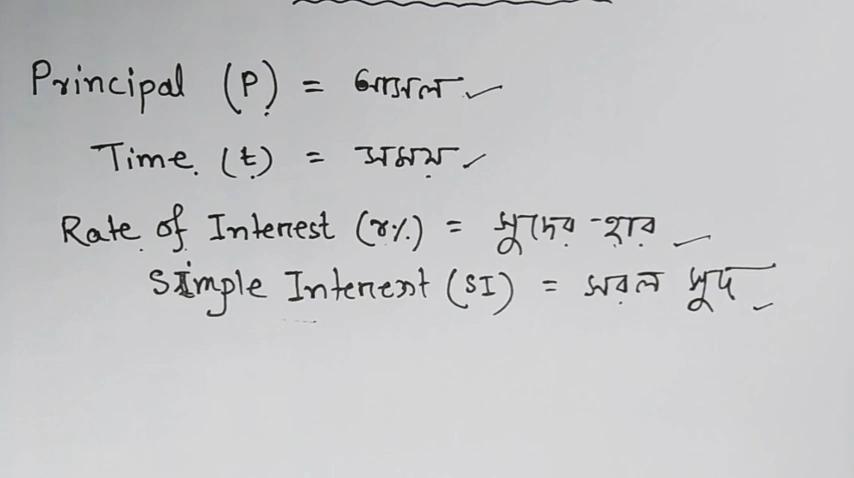 Principal (P) = আসল
Time. (t) = সময়
Rate of Interest (r%) = সুদের হার
Simple Interest (SI) = সরল সুদ